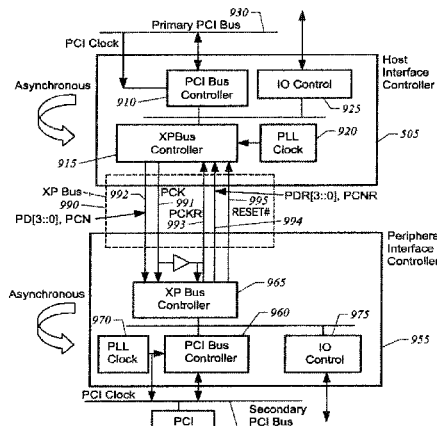 930
Primary PCI Bus
PCI Clock
Host
Interface
Controller
Asynchronous
PCI Bus
Controller
910
IO Control
925
920
XPBus
Controller
915
PLL
Clock
505
XP Bus
990
992
PCK
991
PCKR
993
995
RESET#
994
PDR[3::0], PCNR
PD[3::0], PCN
Periphera
Interface
Controller
XP Bus
Controller
965
Asynchronous
970
960
975
PLL
Clock
PCI Bus
Controller
IO
Control
955
PCI Clock
Secondary
PCI Bus
PCI